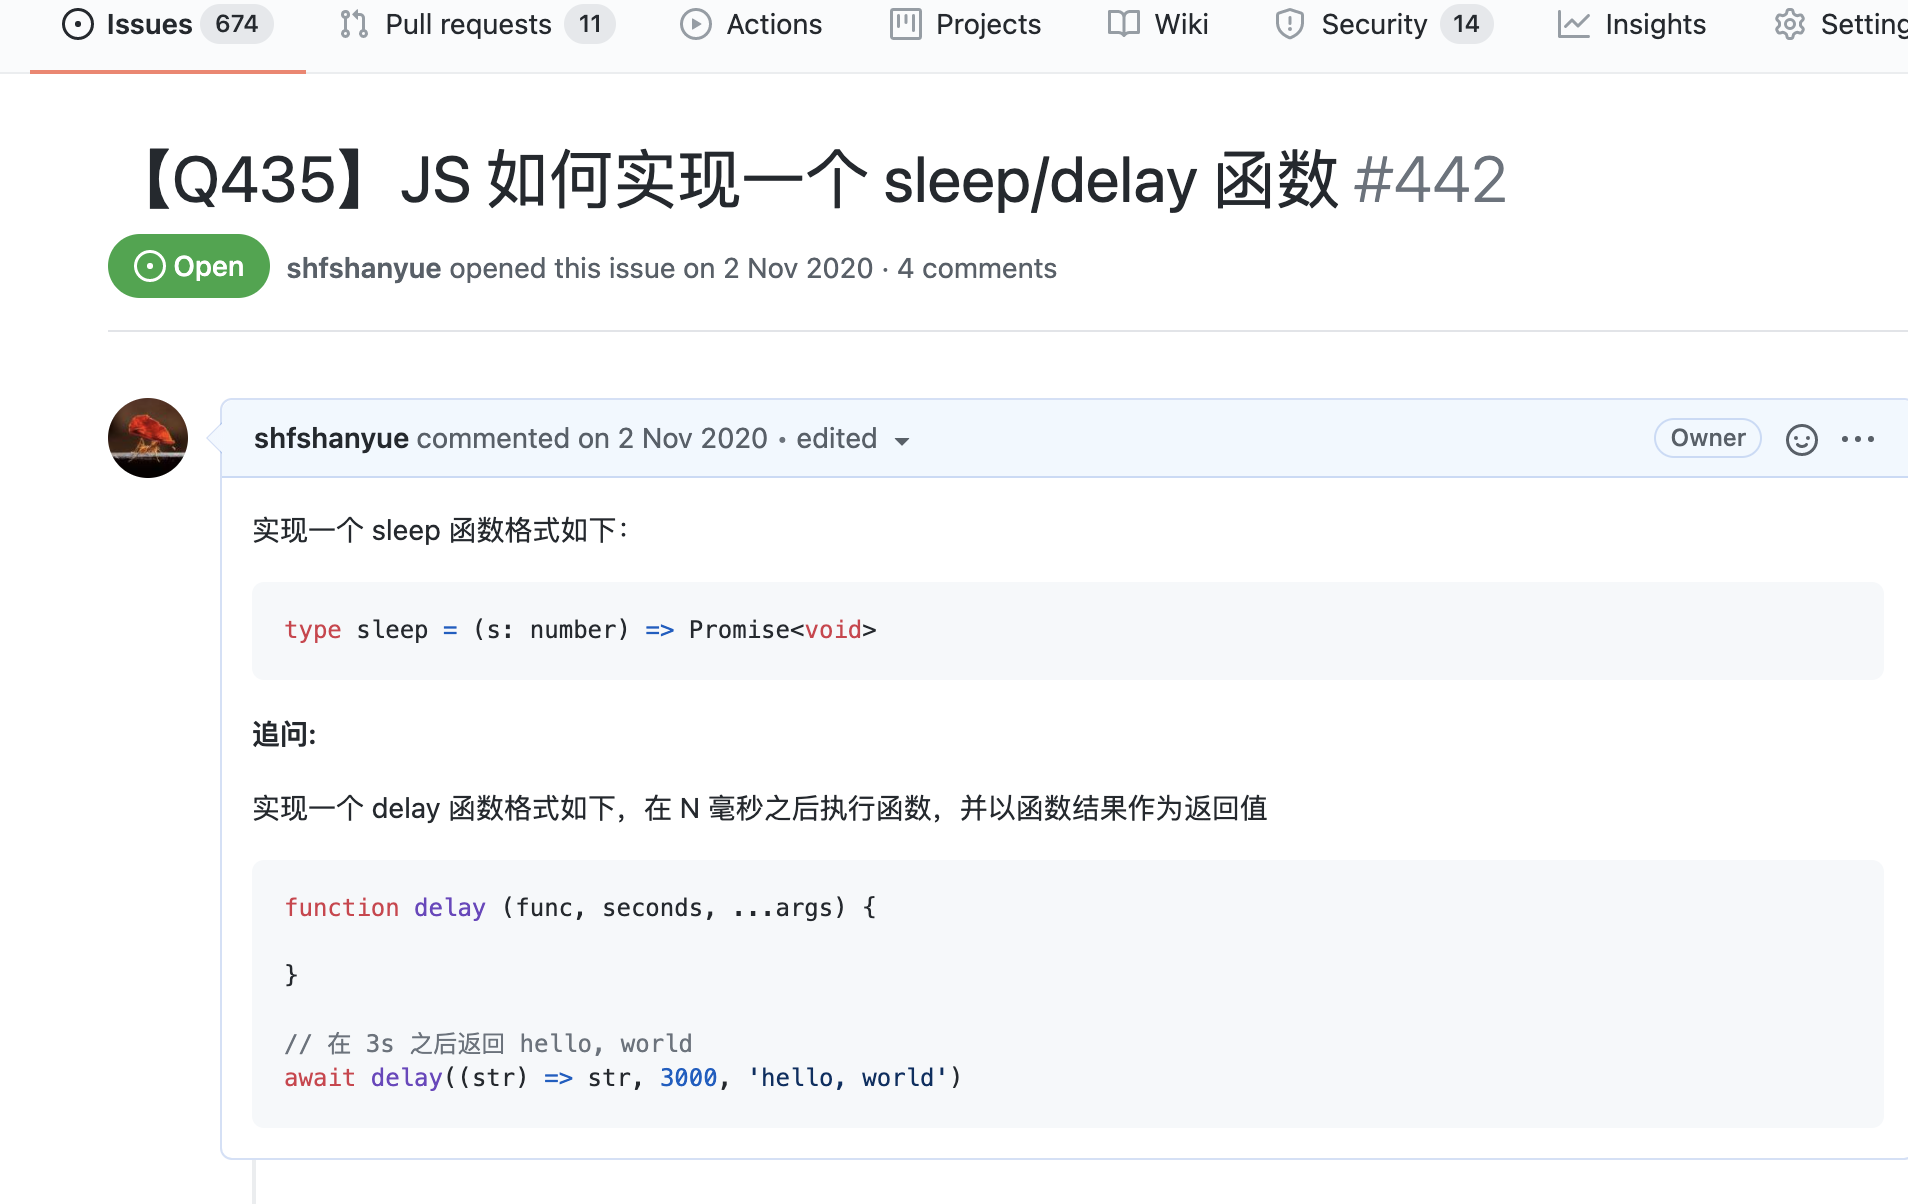 Issues 674 Pull requests 11 Actions Projects Wiki Security 14 Insights Setting
【Q435】JS 如何实现一个 sleep/delay 函数 #442
Open shfshanyue opened this issue on 2 Nov 2020 · 4 comments
shfshanyue commented on 2 Nov 2020 • edited Owner
实现一个 sleep 函数格式如下：
type sleep = (s: number) => Promise<void>
追问:
实现一个 delay 函数格式如下，在 N 毫秒之后执行函数，并以函数结果作为返回值
function delay (func, seconds, ...args) {
}
// 在 3s 之后返回 hello, world
await delay((str) => str, 3000, 'hello, world')